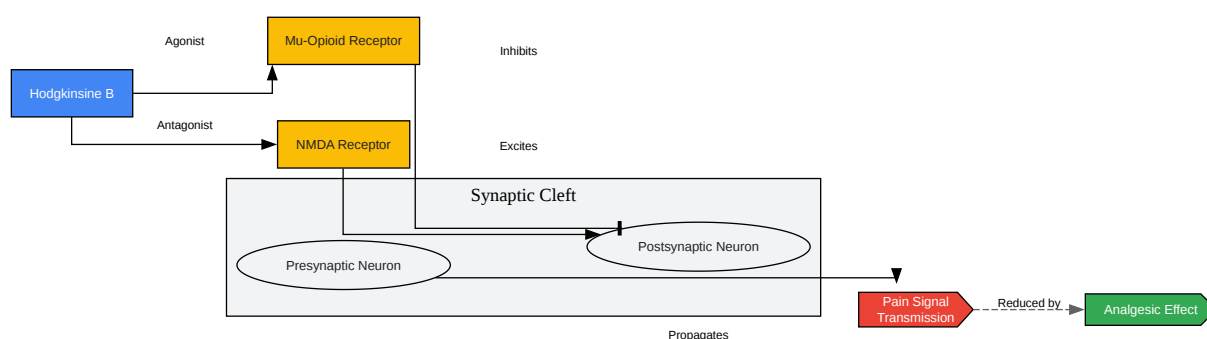 Agonist
Mu-Opioid Receptor
Inhibits
Hodgkinsine B
Antagonist
NMDA Receptor
Excites
Synaptic Cleft
Presynaptic Neuron
Postsynaptic Neuron
Pain Signal
Transmission
Reduced by
Analgesic Effect
Propagates